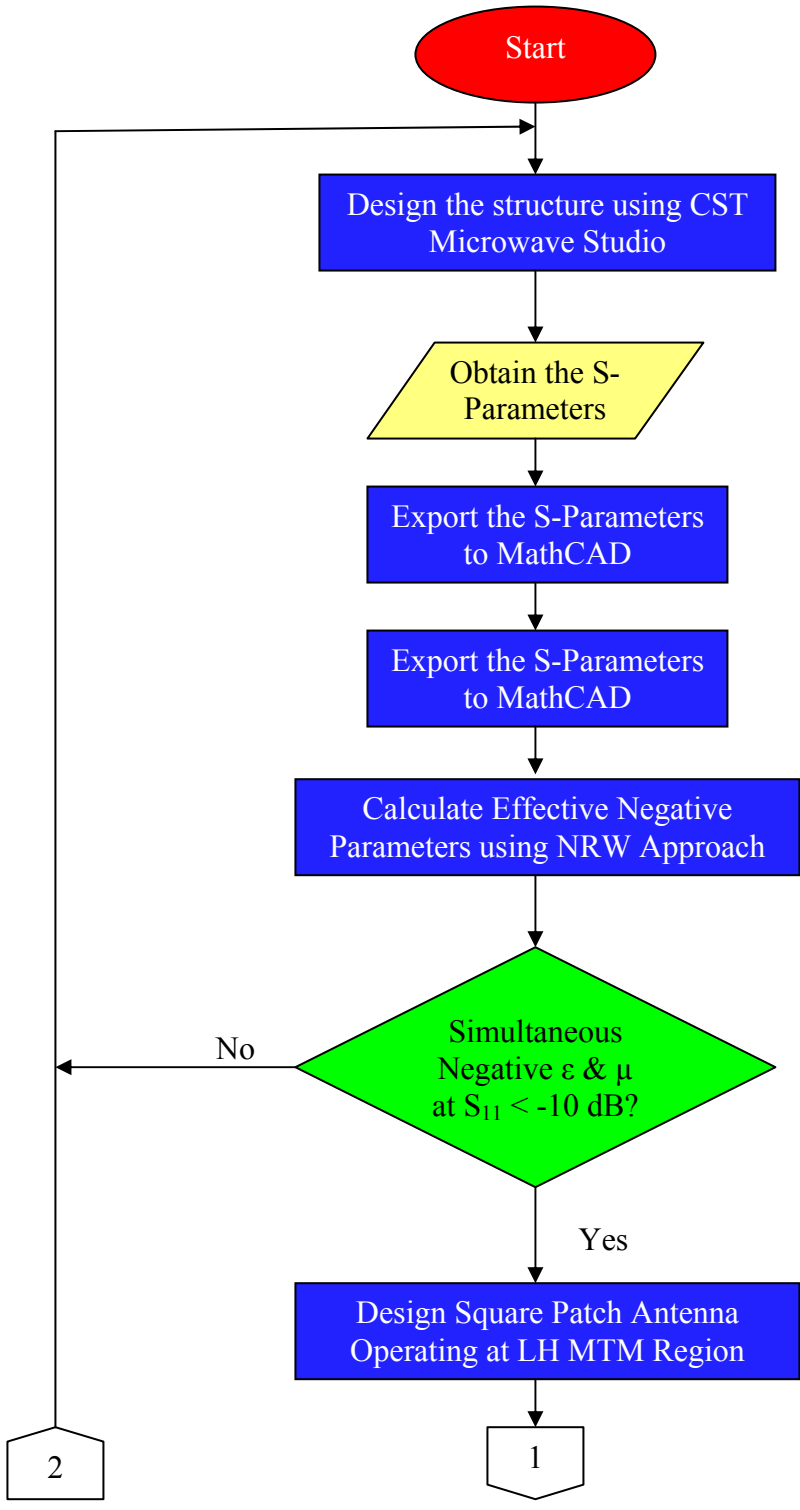 Start
Design the structure using CST
Microwave Studio
Obtain the S-
Parameters
Export the S-Parameters
to MathCAD
Export the S-Parameters
to MathCAD
Calculate Effective Negative
Parameters using NRW Approach
Simultaneous
Negative ε & μ
at S₁₁ < -10 dB?
No
Yes
Design Square Patch Antenna
Operating at LH MTM Region
2
1